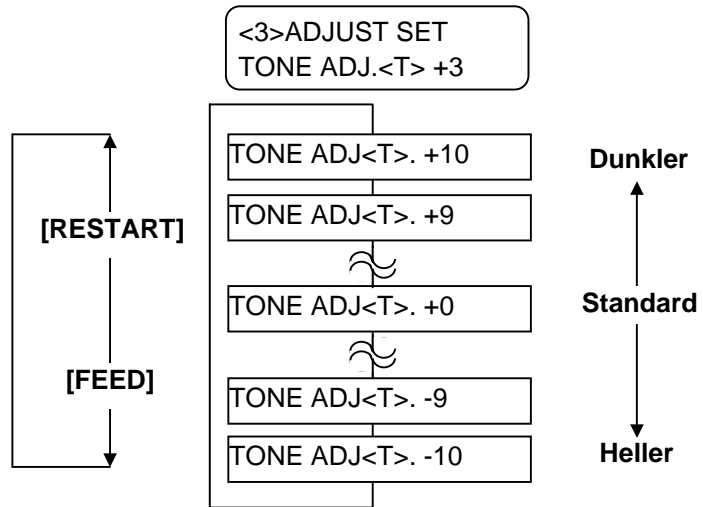 <3>ADJUST SET
TONE ADJ.<T> +3
TONE ADJ<T>. +10
Dunkler
TONE ADJ<T>. +9
[RESTART]
TONE ADJ<T>. +0
Standard
[FEED]
TONE ADJ<T>. -9
TONE ADJ<T>. -10
Heller